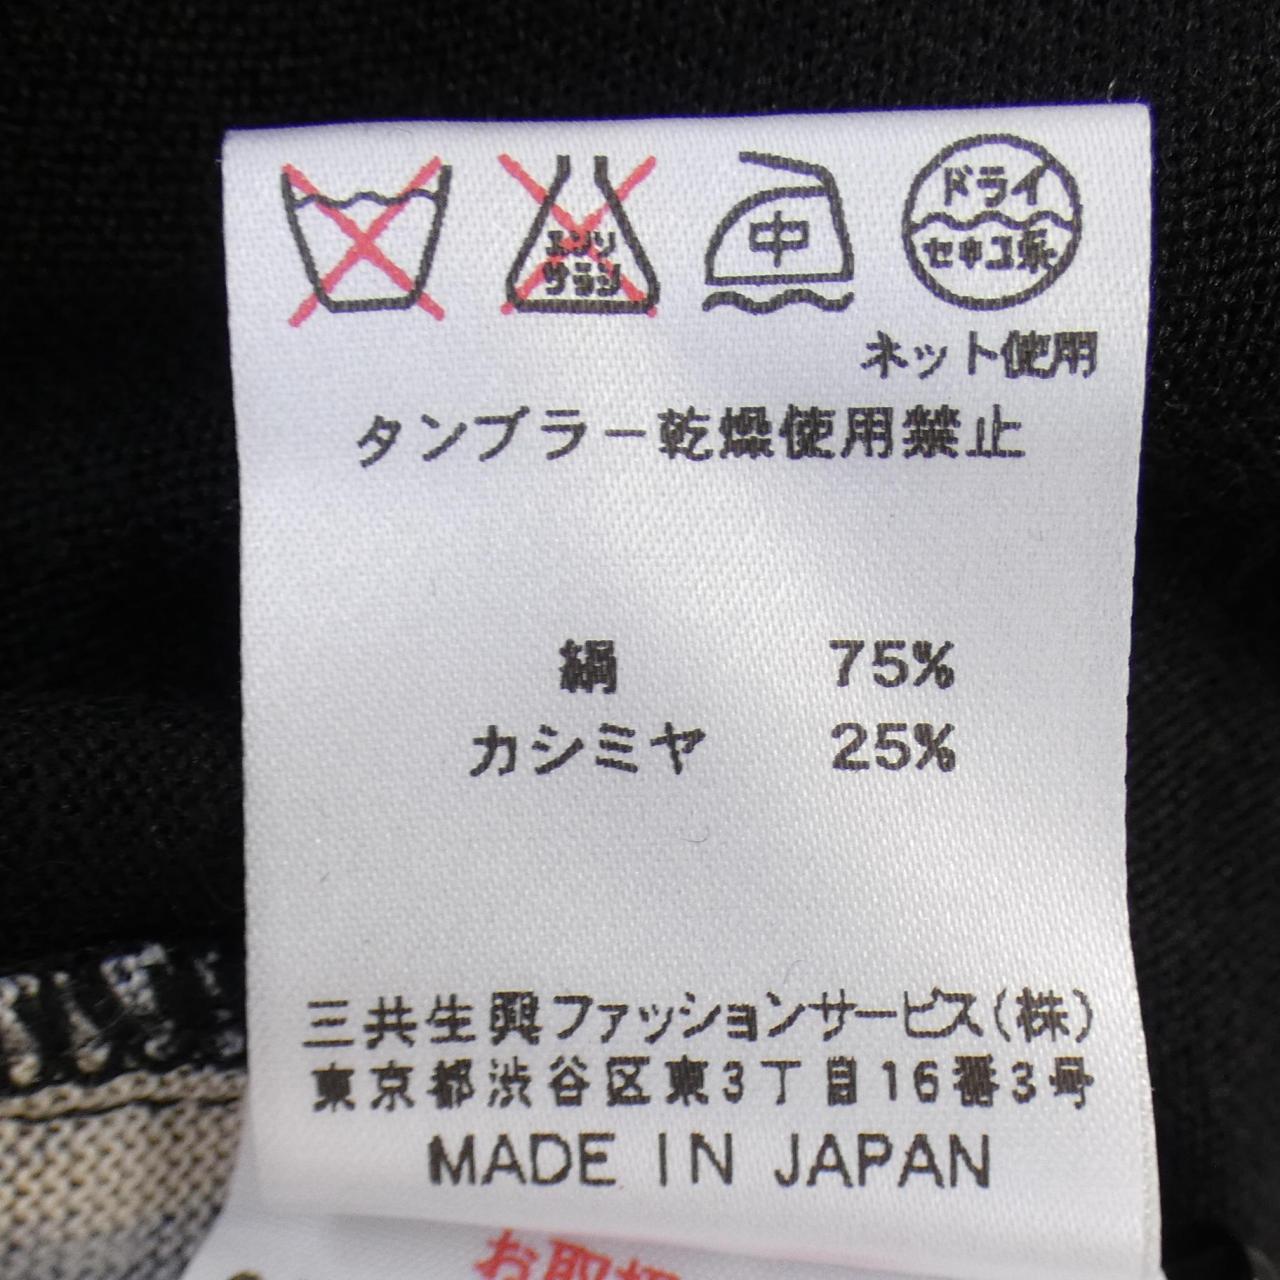 エンソ
サラシ
中
ドライ
セキユ系
ネット使用
タンブラー乾燥使用禁止
絹 75%
カシミヤ 25%
三共生興ファッションサービス(株)
東京都渋谷区東3丁目16番3号
MADE IN JAPAN
お取扱